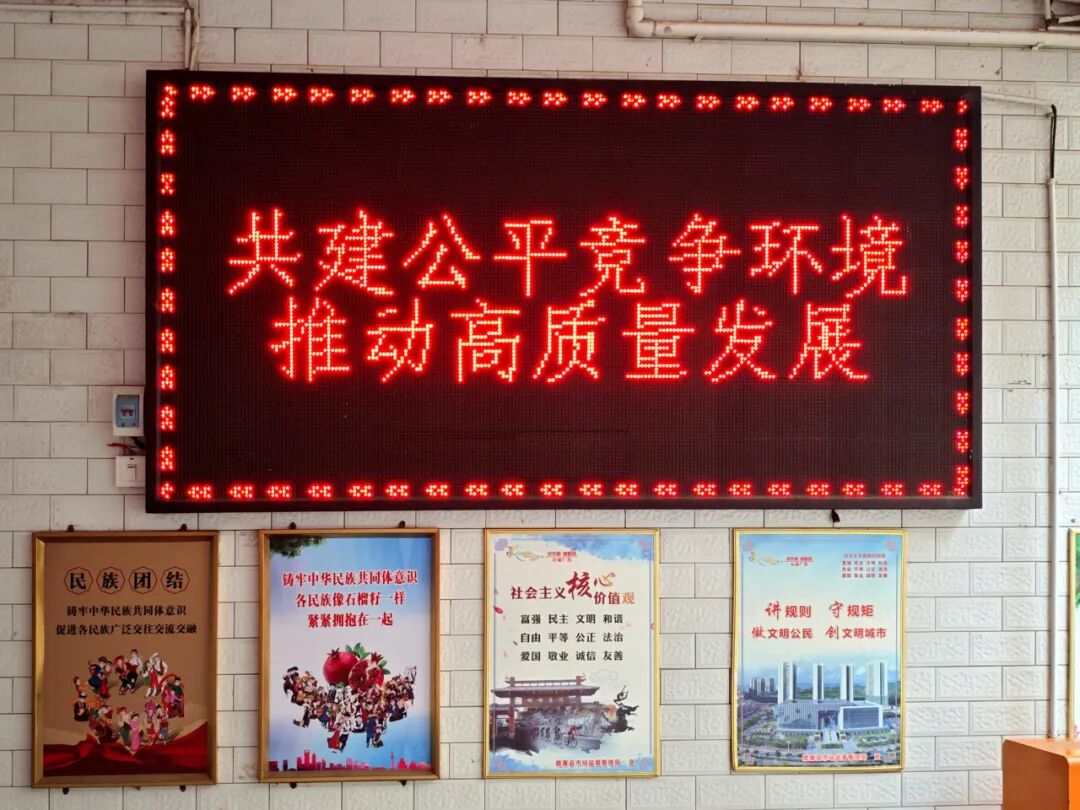 共建公平竞争环境
推动高质量发展
民族团结
铸牢中华民族共同体意识
促进各民族广泛交往交流交融
铸牢中华民族共同体意识
各民族像石榴籽一样
紧紧拥抱在一起
社会主义核心价值观
富强 民主 文明 和谐
自由 平等 公正 法治
爱国 敬业 诚信 友善
讲规则 守规矩
做文明公民 创文明城市